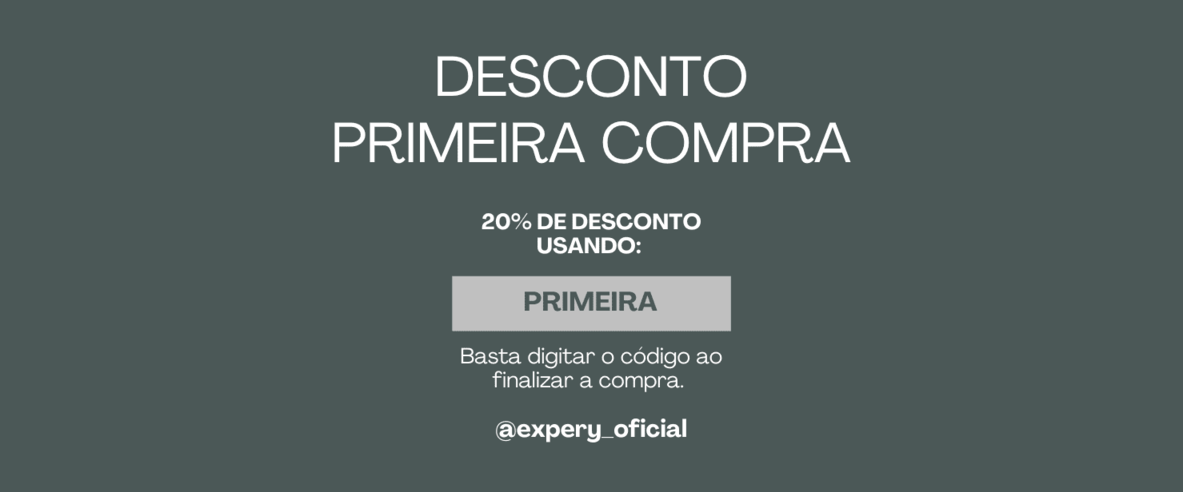 DESCONTO
PRIMEIRA COMPRA
20% DE DESCONTO
USANDO:
PRIMEIRA
Basta digitar o código ao
finalizar a compra.
@expery_oficial